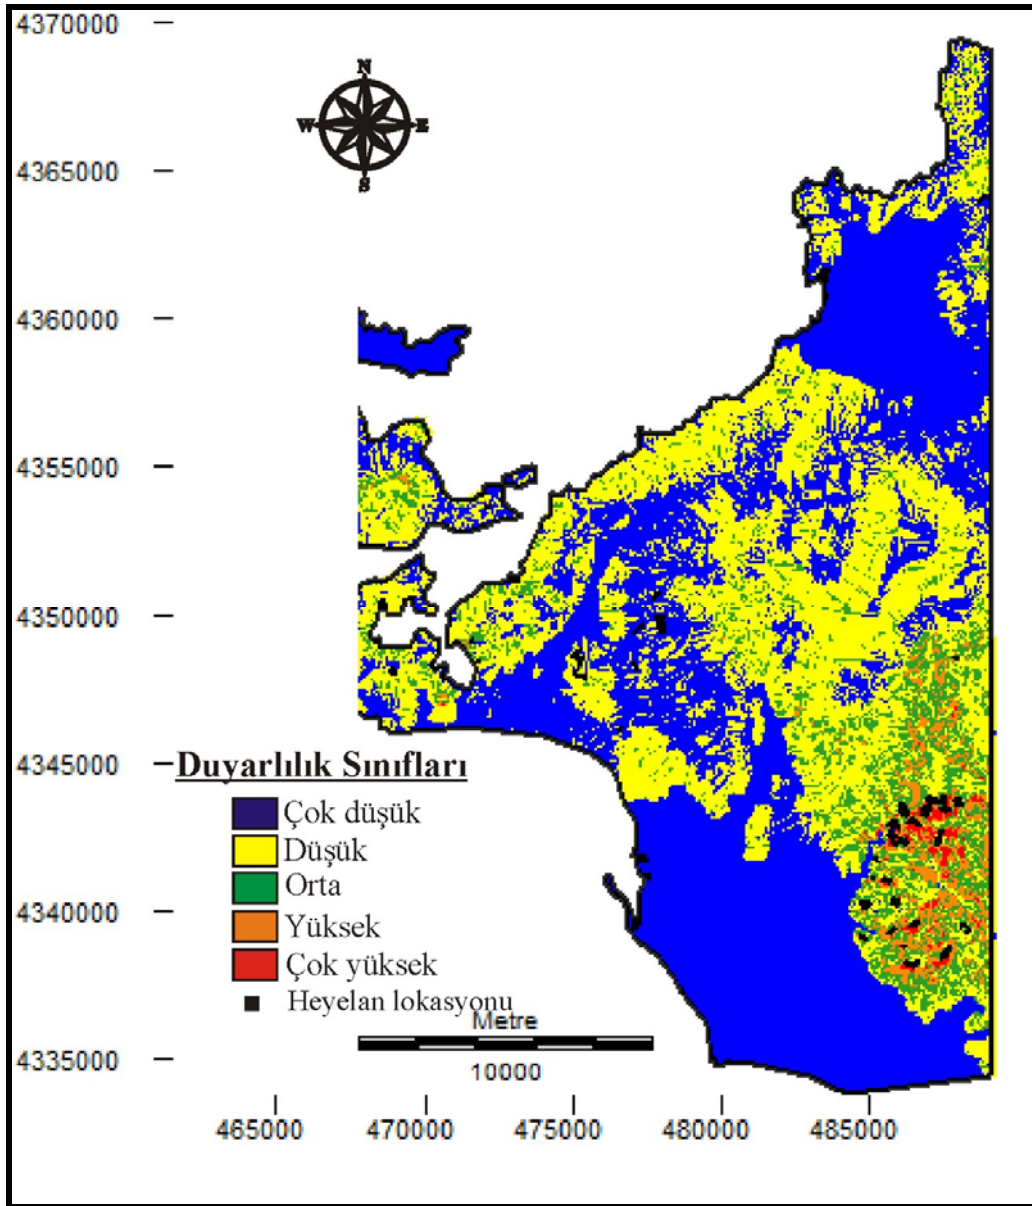 4370000
N
W E
S
4365000
4360000
4355000
4350000
4345000
Duyarlılık Sınıfları
Çok düşük
Düşük
Orta
4340000
Yüksek
Çok yüksek
Heyelan lokasyonu
Metre
4335000
10000
465000 470000 475000 480000 485000